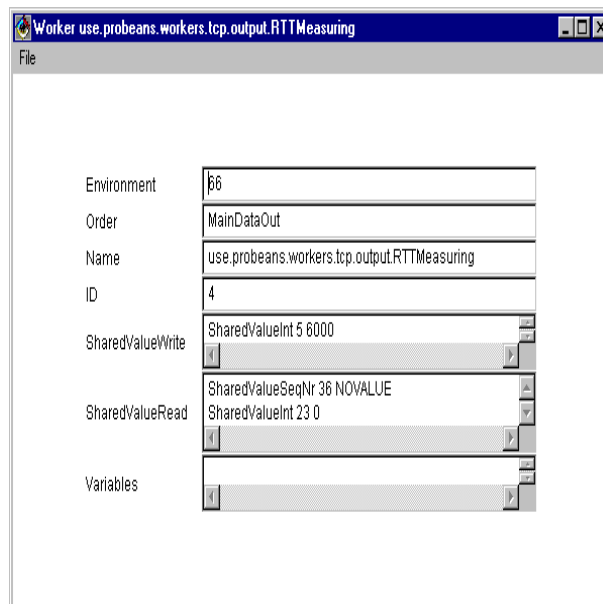 Worker use.probeans.workers.tcp.output.RTTMeasuring
File
Environment 66
Order MainDataOut
Name use.probeans.workers.tcp.output.RTTMeasuring
ID 4
SharedValueWrite SharedValueInt 5 6000
SharedValueRead SharedValueSeqNr 36 NOVALUE
SharedValueInt 23 0
Variables